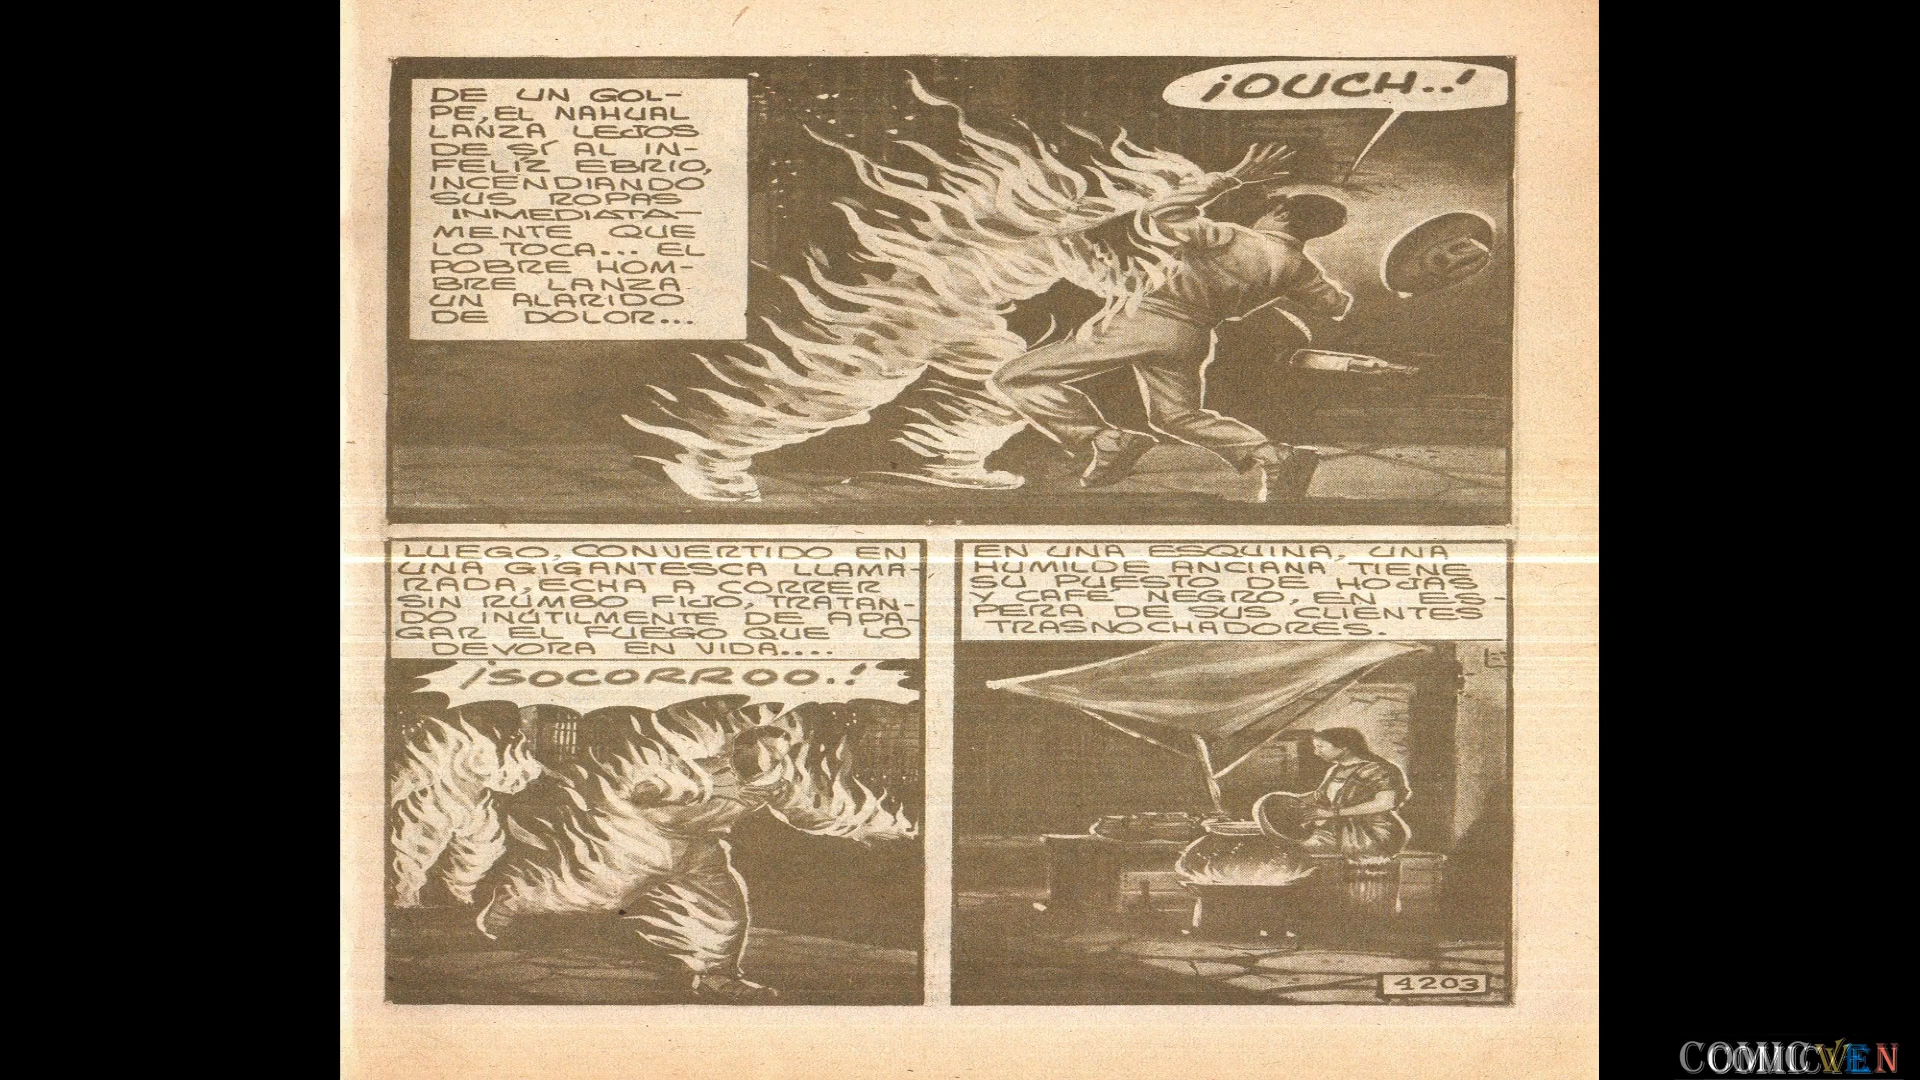 DE UN GOL-
PE, EL NAHUAL
LANZA LEJOS
DE SÍ AL IN-
FELIZ EBRIO,
INCENDIANDO
SUS ROPAS
INMEDIATA-
MENTE QUE
LO TOCA... EL
POBRE HOM-
BRE LANZA
UN ALARIDO
DE DOLOR...
¡OUCH..!
LUEGO, CONVERTIDO EN
UNA GIGANTESCA LLAMA-
RADA, ECHA A CORRER
SIN RUMBO FIJO, TRATAN-
DO INÚTILMENTE DE APA-
GAR EL FUEGO QUE LO
DEVORA EN VIDA....
¡SOCORROO..!
EN UNA ESQUINA, UNA
HUMILDE ANCIANA TIENE
SU PUESTO DE HOJAS
Y CAFÉ NEGRO, EN ES-
PERA DE SUS CLIENTES
TRASNOCHADORES.
4203